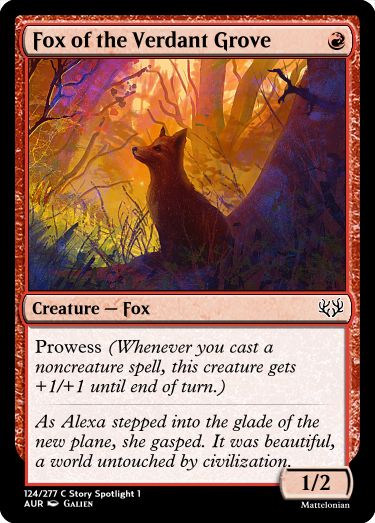 Fox of the Verdant Grove
Creature — Fox
Prowess (Whenever you cast a
noncreature spell, this creature gets
+1/+1 until end of turn.)
As Alexa stepped into the glade of the
new plane, she gasped. It was beautiful,
a world untouched by civilization.
1/2
124/277 C Story Spotlight 1
AUR Galien
Mattelonian